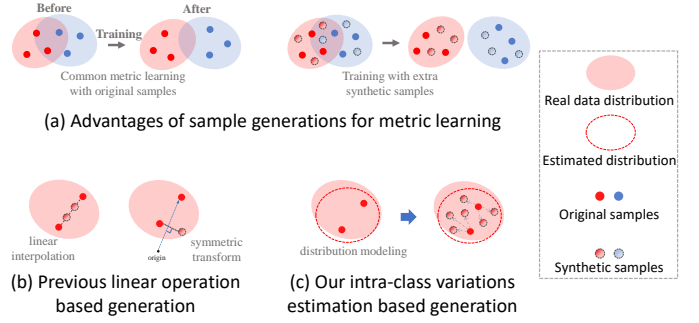 Before
After
Training
Common metric learning
with original samples
Training with extra
synthetic samples
(a) Advantages of sample generations for metric learning
linear
interpolation
origin
symmetric
transform
(b) Previous linear operation
based generation
distribution modeling
(c) Our intra-class variations
estimation based generation
Real data distribution
Estimated distribution
Original samples
Synthetic samples